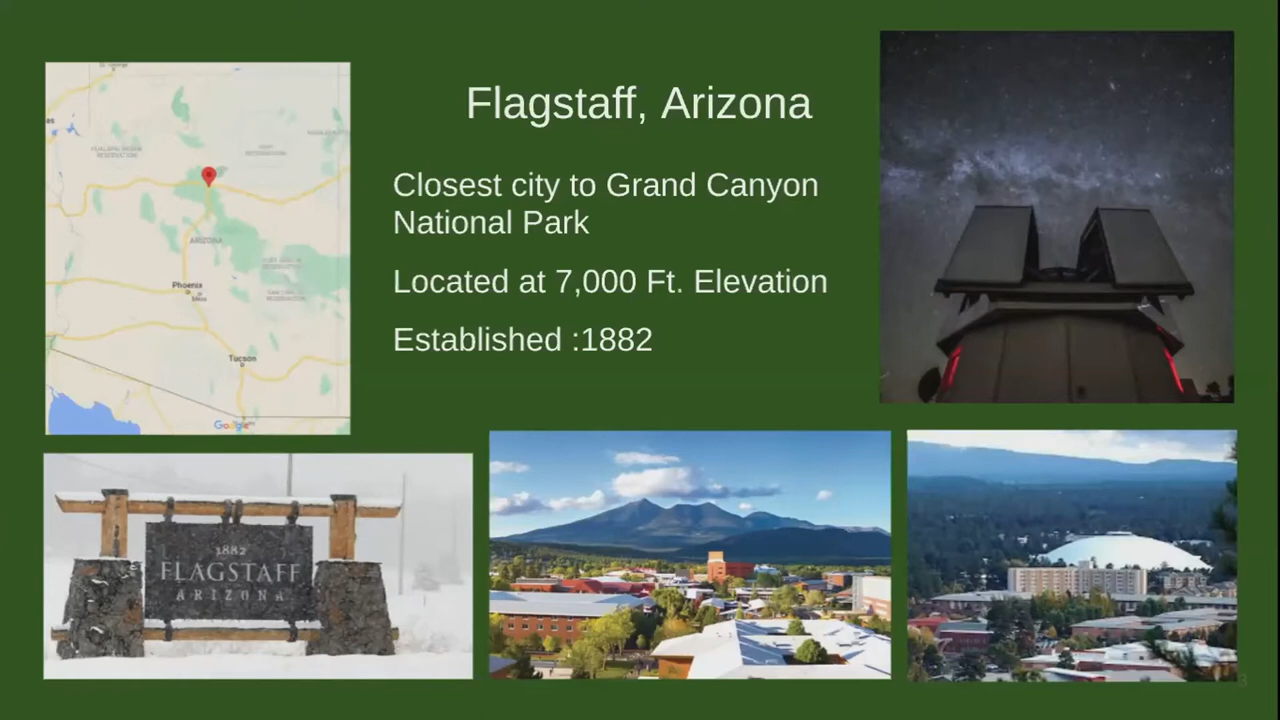 Flagstaff, Arizona
Closest city to Grand Canyon
National Park
Located at 7,000 Ft. Elevation
Established :1882
ARIZONA
Phoenix
Mesa
Tucson
Google
1882
FLAGSTAFF
ARIZONA